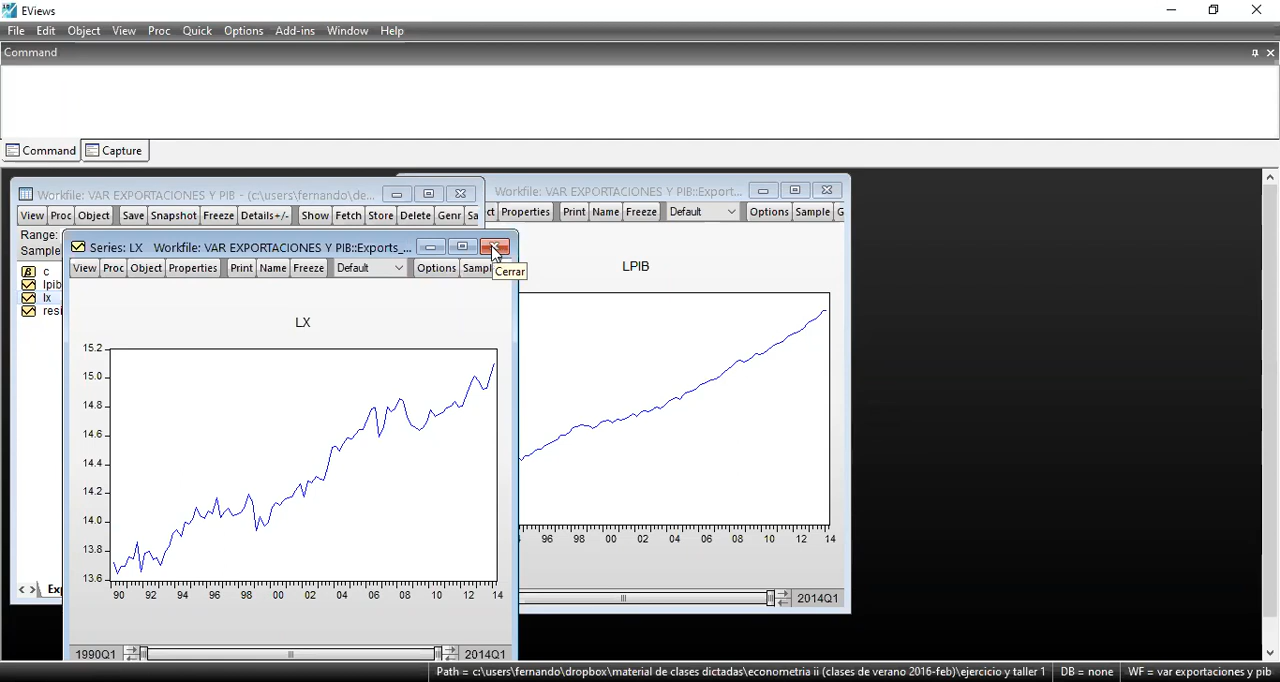 EViews
File Edit Object View Proc Quick Options Add-ins Window Help
Command
Command Capture
Workfile: VAR EXPORTACIONES Y PIB - (c:\users\fernando\de...
View Proc Object Save Snapshot Freeze Details+/- Show Fetch Store Delete Genr Sa
Range:
Sample
c
lpib
lx
resi
< > Exp
Workfile: VAR EXPORTACIONES Y PIB::Export...
ct Properties Print Name Freeze Default Options Sample G
LPIB
96 98 00 02 04 06 08 10 12 14
2014Q1
Series: LX Workfile: VAR EXPORTACIONES Y PIB::Exports_...
View Proc Object Properties Print Name Freeze Default Options Sampl
Cerrar
LX
15.2
15.0
14.8
14.6
14.4
14.2
14.0
13.8
13.6
90 92 94 96 98 00 02 04 06 08 10 12 14
1990Q1 2014Q1
Path = c:\users\fernando\dropbox\material de clases dictadas\econometria ii (clases de verano 2016-feb)\ejercicio y taller 1 DB = none WF = var exportaciones y pib